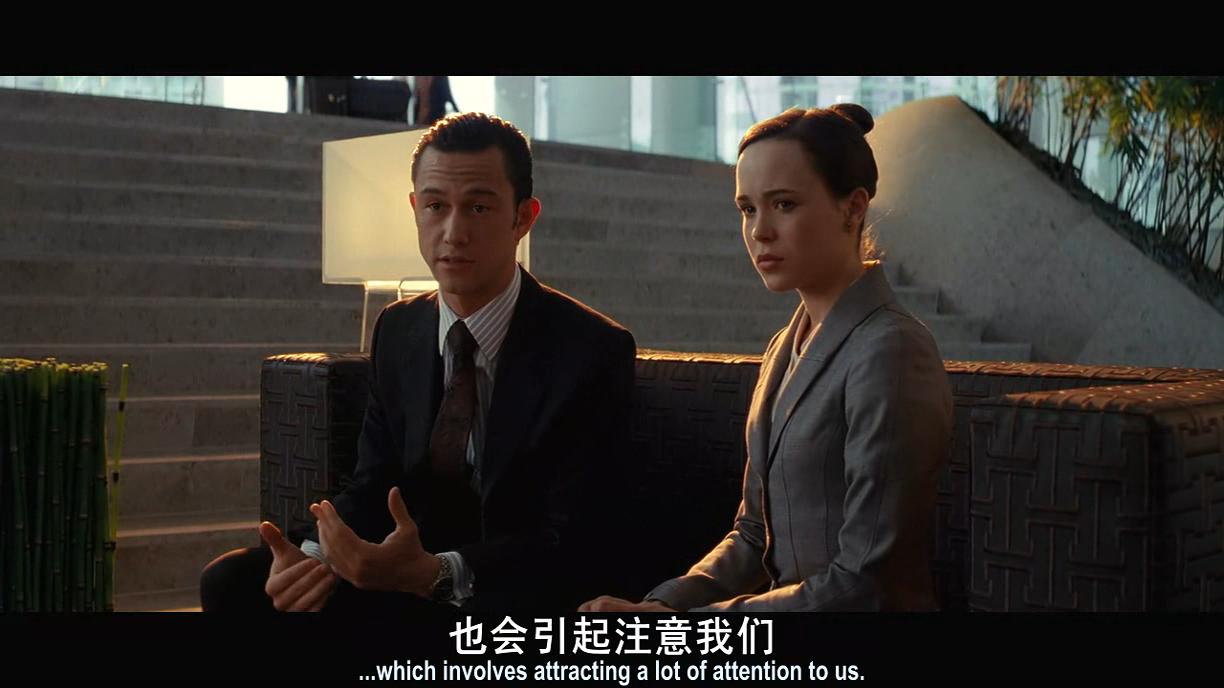 也会引起注意我们
...which involves attracting a lot of attention to us.